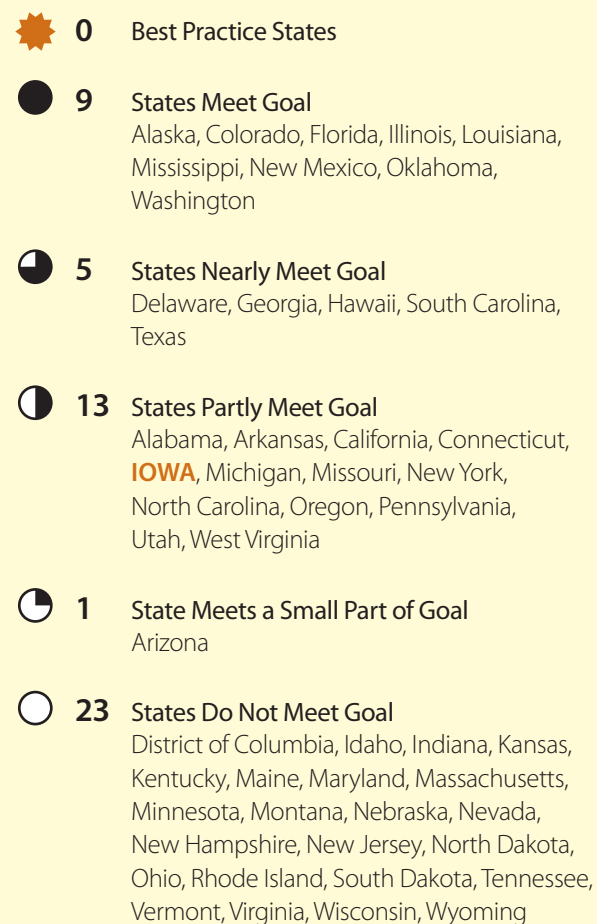 0 Best Practice States
9 States Meet Goal
Alaska, Colorado, Florida, Illinois, Louisiana,
Mississippi, New Mexico, Oklahoma,
Washington
5 States Nearly Meet Goal
Delaware, Georgia, Hawaii, South Carolina,
Texas
13 States Partly Meet Goal
Alabama, Arkansas, California, Connecticut,
IOWA, Michigan, Missouri, New York,
North Carolina, Oregon, Pennsylvania,
Utah, West Virginia
1 State Meets a Small Part of Goal
Arizona
23 States Do Not Meet Goal
District of Columbia, Idaho, Indiana, Kansas,
Kentucky, Maine, Maryland, Massachusetts,
Minnesota, Montana, Nebraska, Nevada,
New Hampshire, New Jersey, North Dakota,
Ohio, Rhode Island, South Dakota, Tennessee,
Vermont, Virginia, Wisconsin, Wyoming